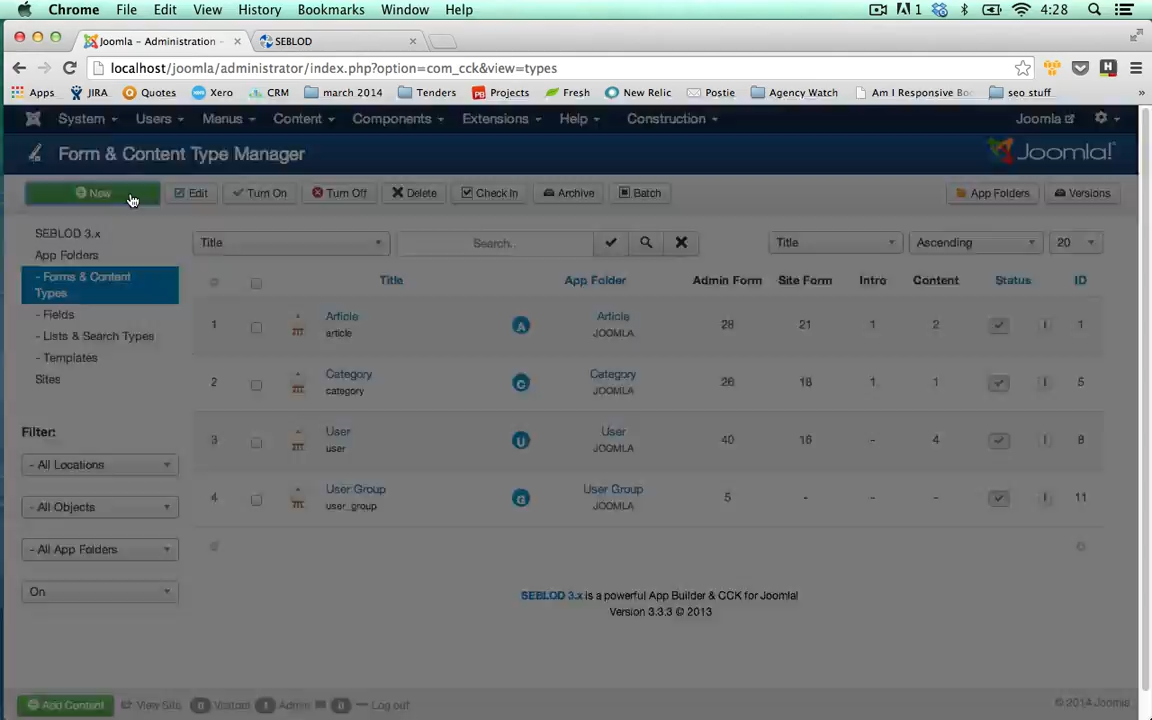 Chrome File Edit View History Bookmarks Window Help 1 4:28
Joomla - Administration - SEBLOD
localhost/joomla/administrator/index.php?option=com_cck&view=types
Apps JIRA Quotes Xero CRM march 2014 Tenders Projects Fresh New Relic Postie Agency Watch Am I Responsive Bo seo stuff »
System Users Menus Content Components Extensions Help Construction Joomla
Form & Content Type Manager Joomla!
New Edit Turn On Turn Off Delete Check In Archive Batch App Folders Versions
SEBLOD 3.x
App Folders
- Forms & Content
Types
- Fields
- Lists & Search Types
- Templates
Sites
Filter:
- All Locations
- All Objects
- All App Folders
On
Title Search.. Title Ascending 20
Title App Folder Admin Form Site Form Intro Content Status ID
1 Article A Article 28 21 1 2 1
article JOOMLA
2 Category C Category 26 18 1 1 5
category JOOMLA
3 User U User 40 16 - 4 8
user JOOMLA
4 User Group G User Group 5 - - - 11
user_group JOOMLA
SEBLOD 3.x is a powerful App Builder & CCK for Joomla!
Version 3.3.3 © 2013
Add Content View Site 0 Visitors 1 Admin 0 Log out © 2014 Joomla